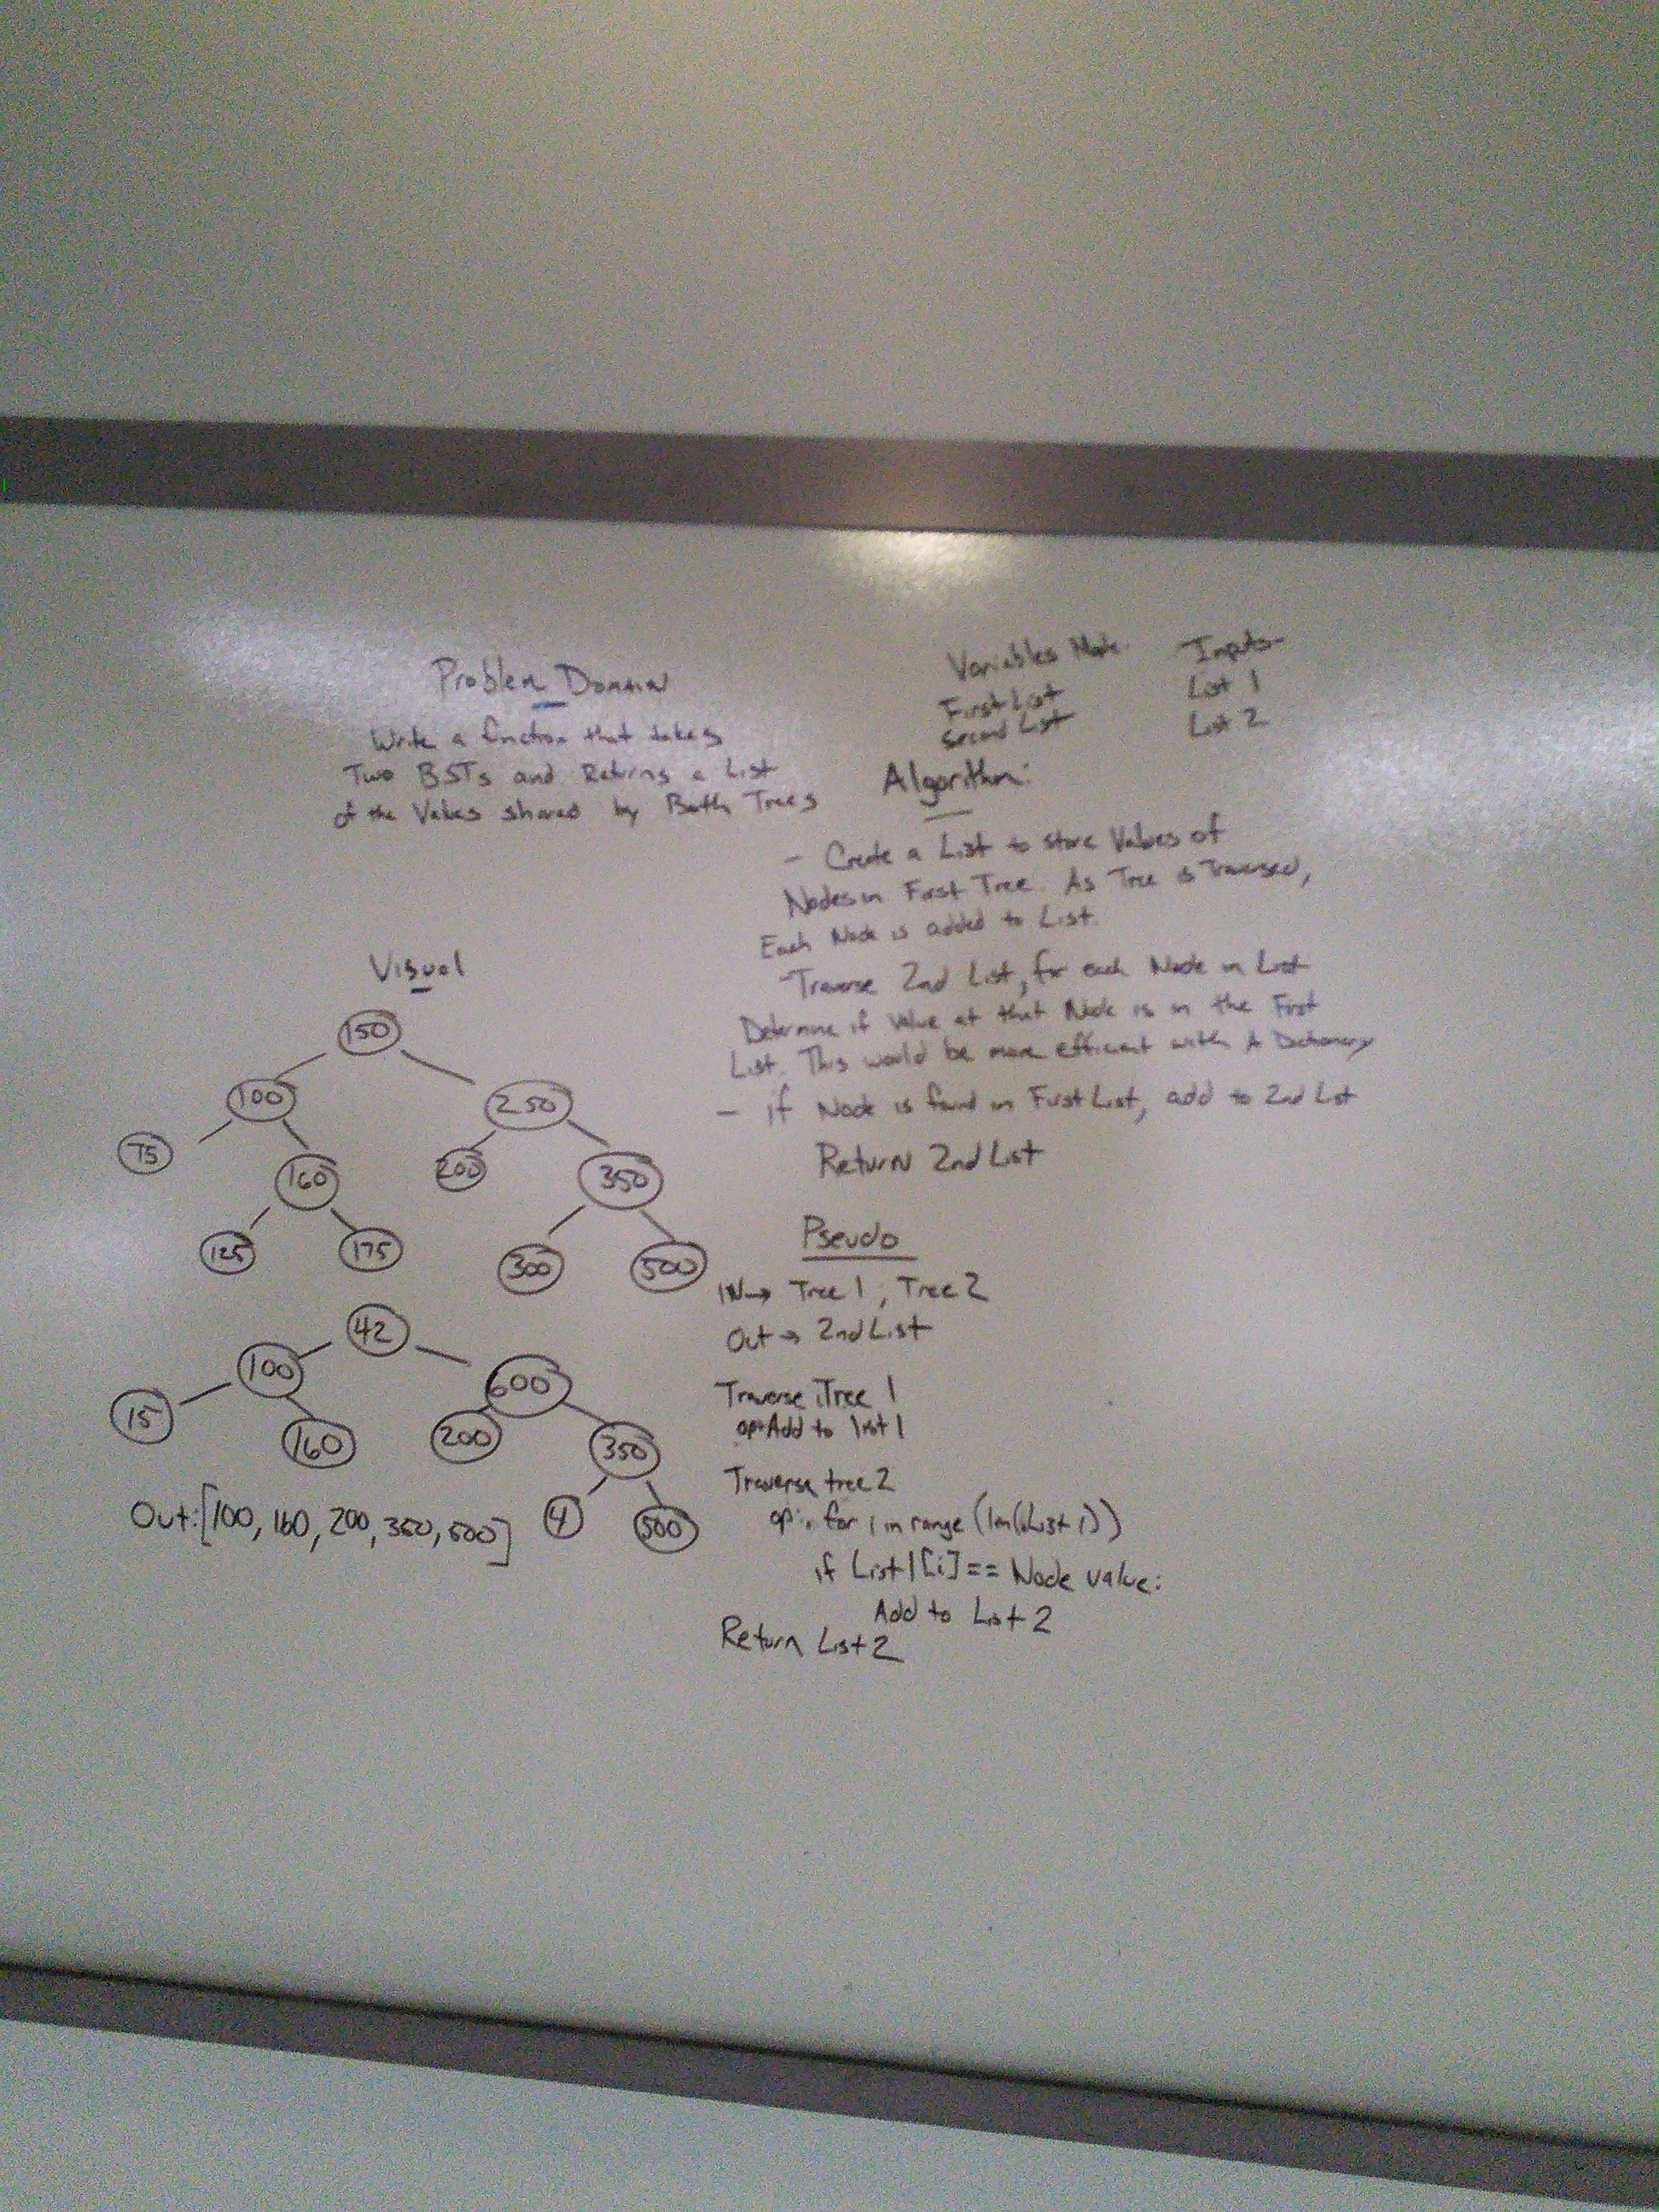 Problem Domain
Write a function that takes
Two BSTs and Returns a List
of the Values shared by Both Trees
Visual
150
100
250
75
160
200
350
125
175
300
500
42
100
600
15
160
200
350
4
500
Out:[100, 160, 200, 350, 500]
Variables Made
First List
Second List
Inputs
List 1
List 2
Algorithm:
- Create a List to store Values of
Nodes in First Tree. As Tree is Traversed,
Each Node is added to List.
- Traverse 2nd List, for each Node in List
Determine if Value at that Node is in the First
List. This would be more efficient with A Dictionary
- if Node is found in First List, add to 2nd List
Return 2nd List
Pseudo
IN→ Tree 1, Tree 2
Out → 2nd List
Traverse Tree 1
op: Add to list 1
Traverse tree 2
op: for i in range (len(List 1))
if List1[i] == Node value:
Add to List 2
Return List 2